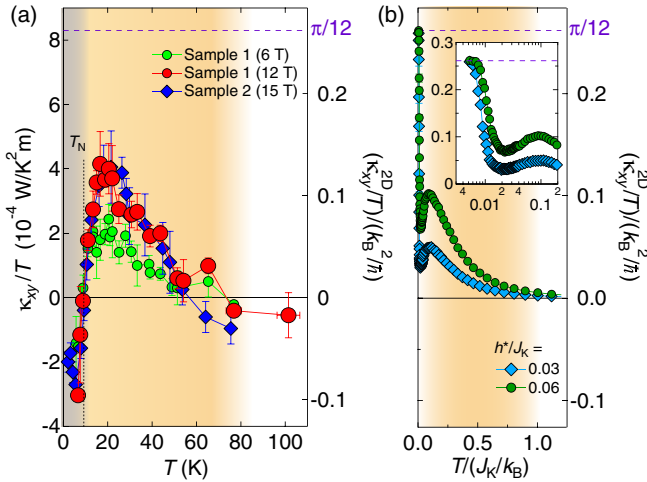 (a)
Sample 1 (6 T)
Sample 1 (12 T)
Sample 2 (15 T)
T_N
8
6
4
2
0
-2
-4
κ_xy/T (10^-4 W/K^2m)
0 20 40 60 80 100
T (K)
π/12
0.2
0.1
0
-0.1
(κ_xy^2D/T)/(k_B^2/ħ)
(b)
0.3
0.2
0.1
0.0
4 0.01 2 4 0.1 2
h*/J_K =
0.03
0.06
0.0 0.5 1.0
T/(J_K/k_B)
π/12
0.2
0.1
0
-0.1
(κ_xy^2D/T)/(k_B^2/ħ)